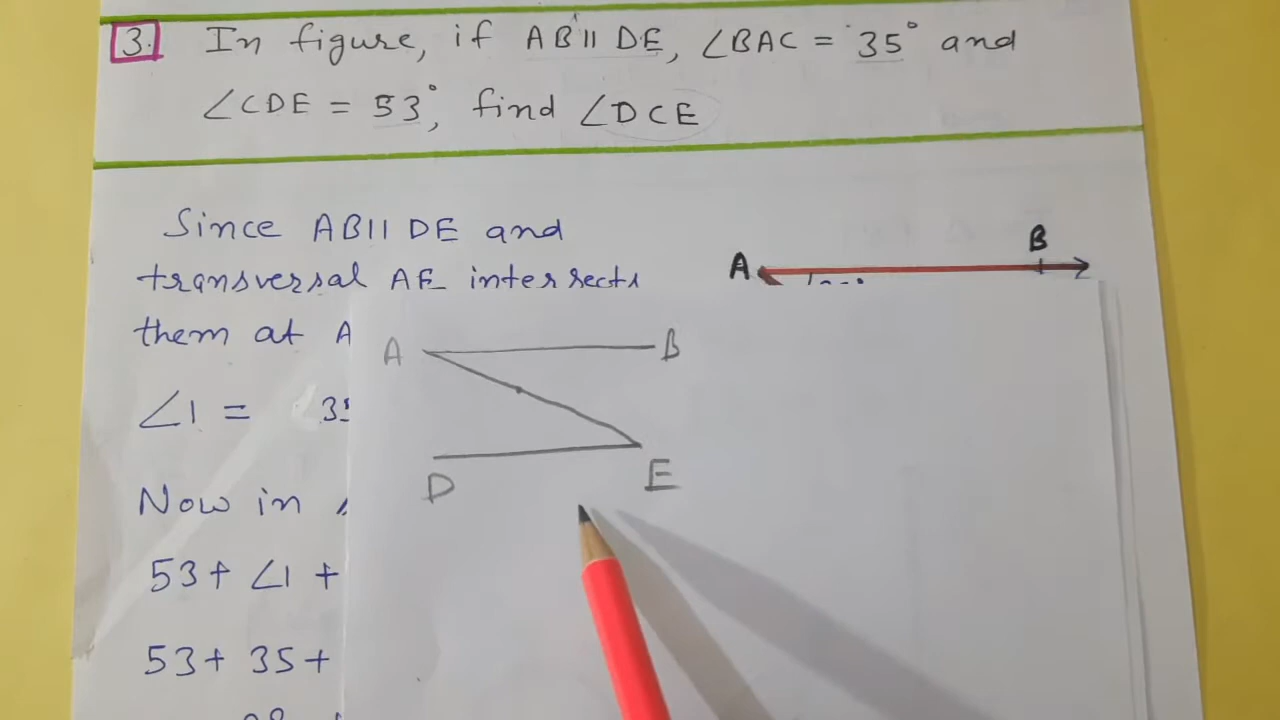 3. In figure, if AB || DE, ∠BAC = 35° and
∠CDE = 53°, find ∠DCE
Since AB || DE and
transversal AE intersects
them at A
∠1 = 35
Now in
53 + ∠1 +
53 + 35 +
A B
A B
D E